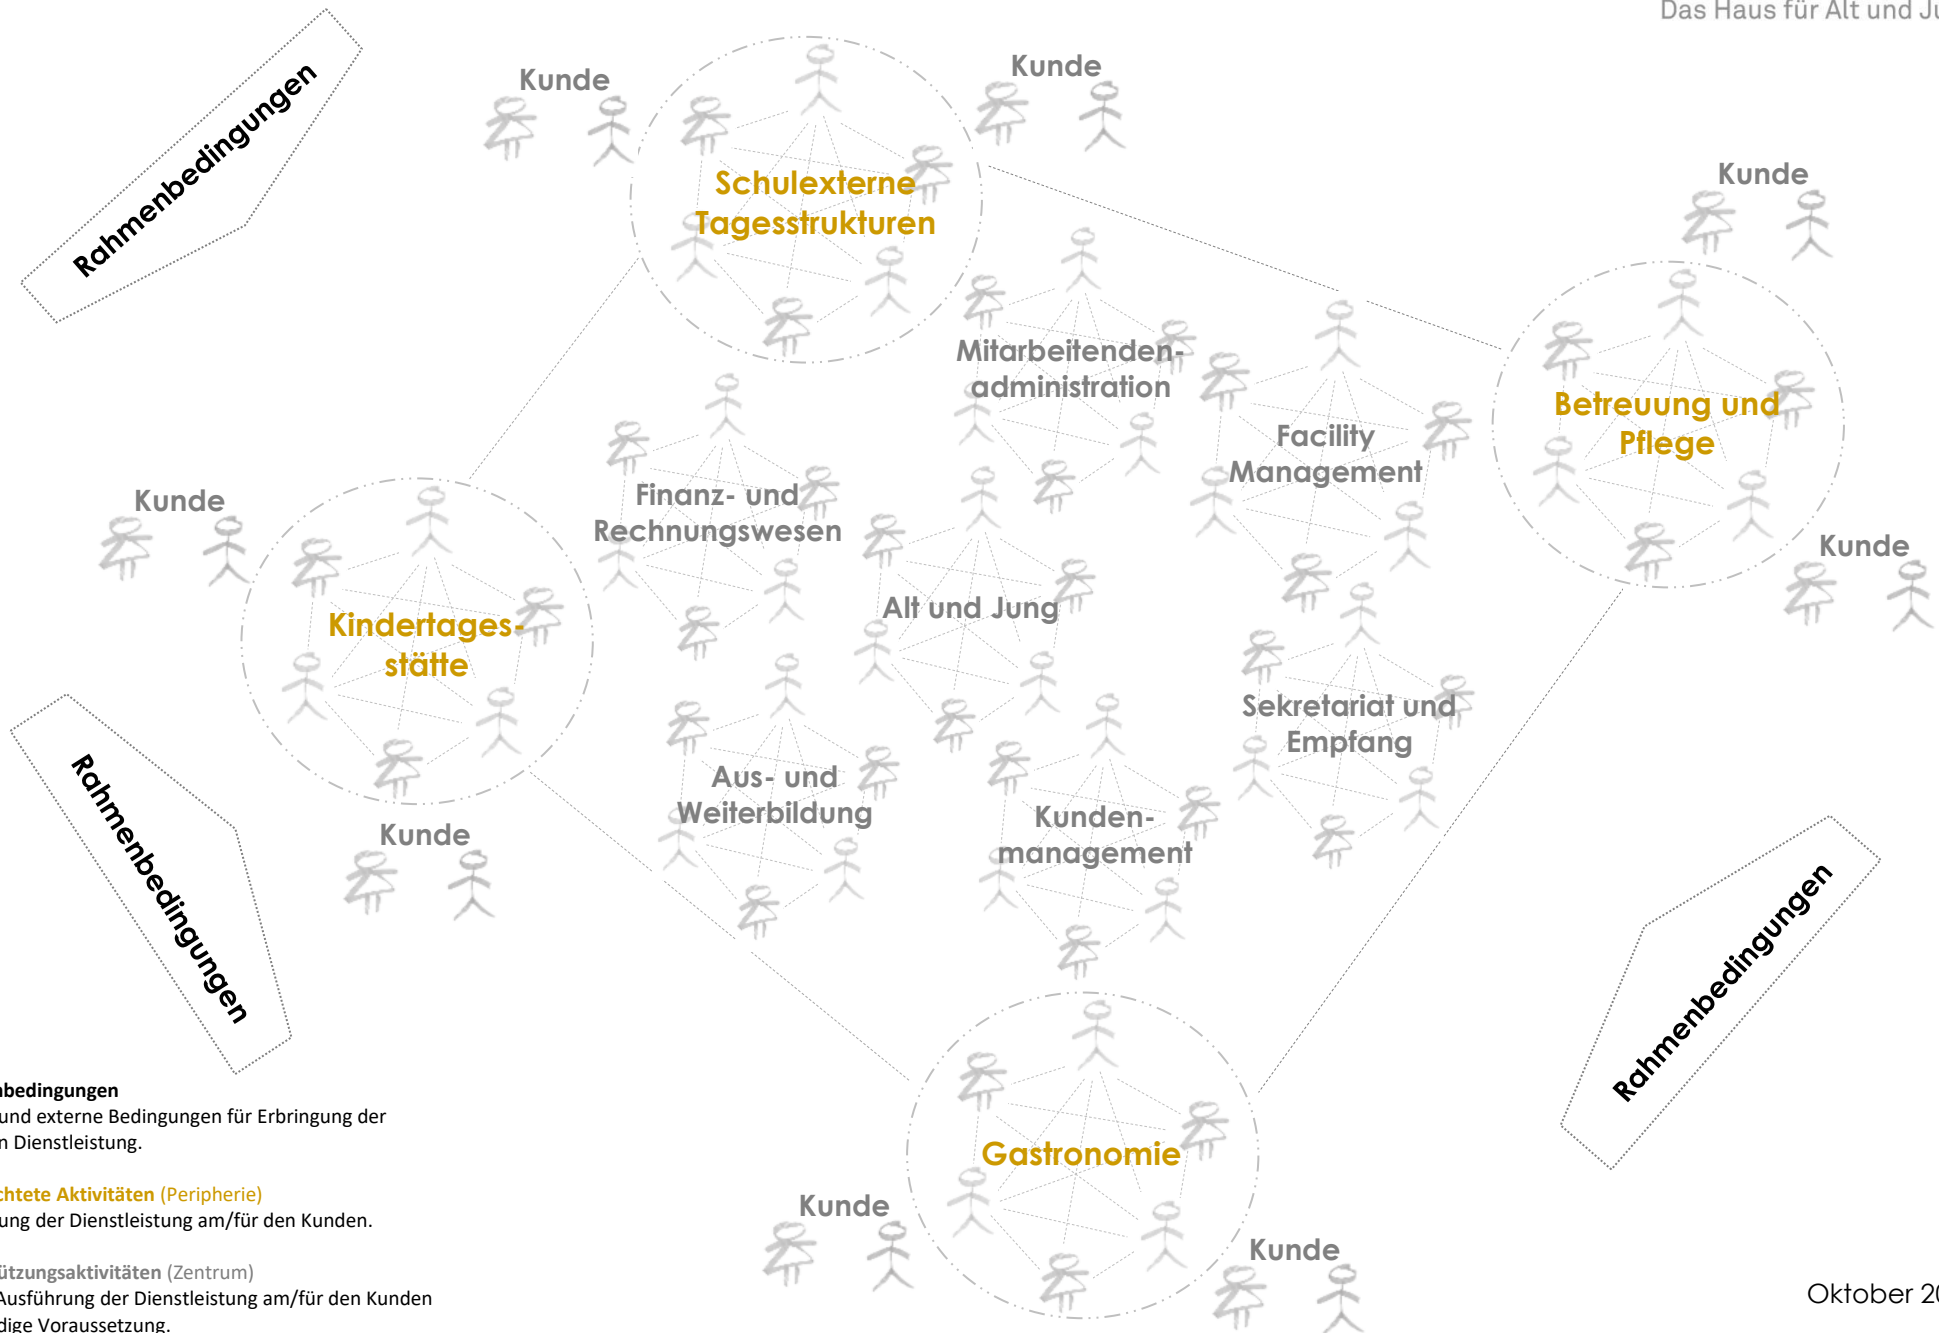 Das Haus für Alt und Ju
Kunde
Kunde
Rahmenbedingungen
Schulexterne
Tagesstrukturen
Kunde
Mitarbeitenden-
administration
Betreuung und
Pflege
Facility
Management
Finanz- und
Rechnungswesen
Kunde
Kunde
Alt und Jung
Kindertages-
stätte
Sekretariat und
Empfang
Aus- und
Weiterbildung
Kunden-
management
Kunde
Rahmenbedingungen
Rahmenbedingungen
nbedingungen
und externe Bedingungen für Erbringung der
n Dienstleistung.
Gastronomie
chtete Aktivitäten (Peripherie)
ung der Dienstleistung am/für den Kunden.
Kunde
Kunde
ützungsaktivitäten (Zentrum)
Ausführung der Dienstleistung am/für den Kunden
dige Voraussetzung.
Oktober 20